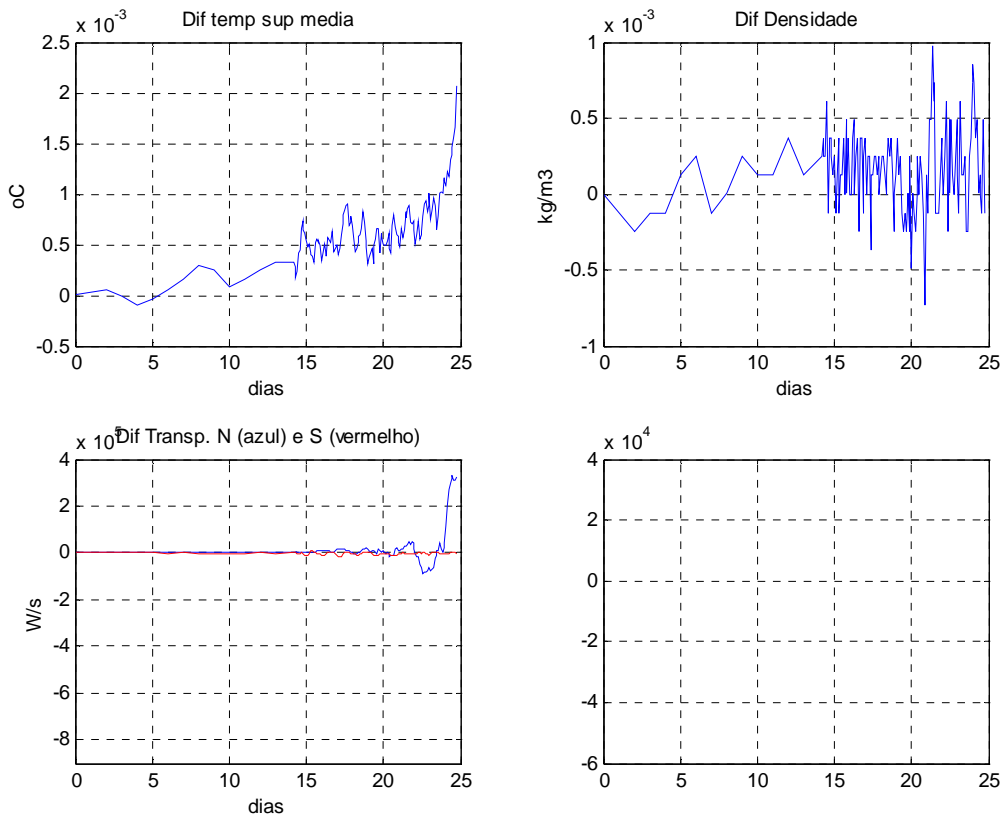 x 10-3
Dif temp sup media
2.5
2
1.5
1
0.5
0
-0.5
oC
0 5 10 15 20 25
dias
x 10-3
Dif Densidade
1
0.5
0
-0.5
-1
kg/m3
0 5 10 15 20 25
dias
x 105
Dif Transp. N (azul) e S (vermelho)
4
2
0
-2
-4
-6
-8
W/s
0 5 10 15 20 25
dias
x 104
4
2
0
-2
-4
-6
0 5 10 15 20 25